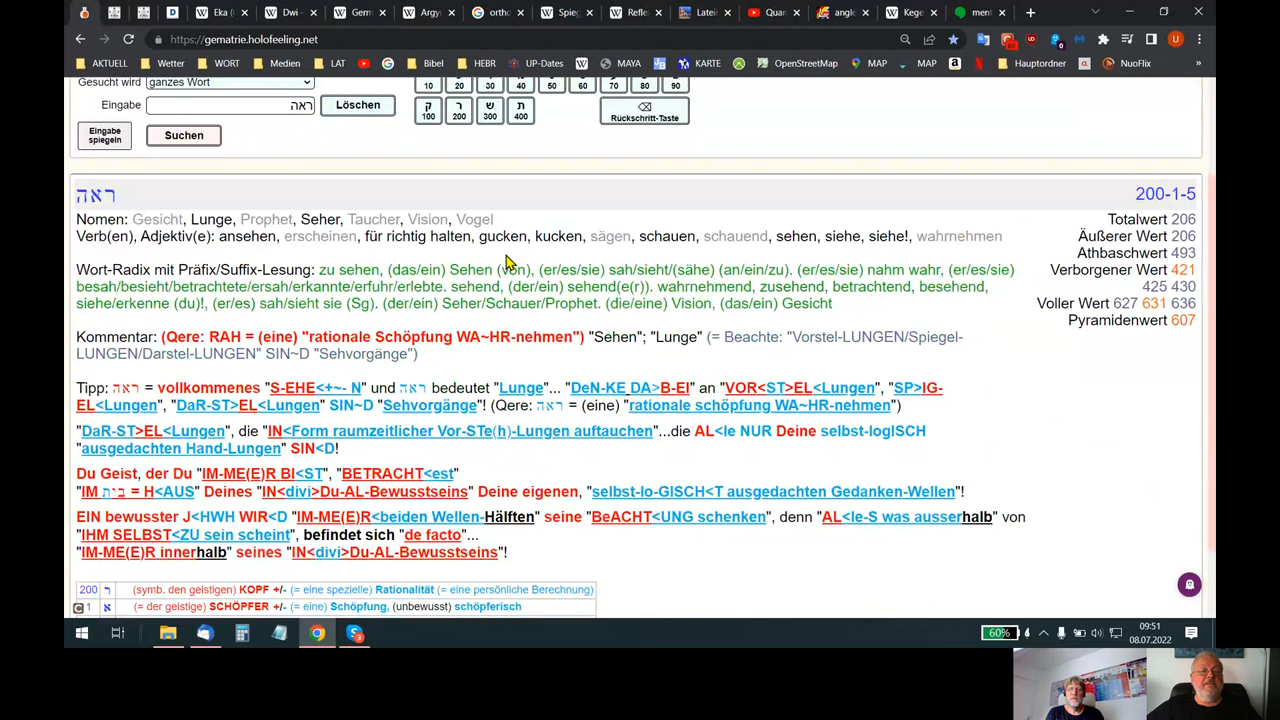 Eka ( Dwi - Gem Argy ortho Spieg Refle Latei Quar angle Kege ment
https://gematrie.holofeeling.net
AKTUELL Wetter WORT Medien LAT Bibel HEBR UP-Dates MAYA KARTE OpenStreetMap MAP MAP Hauptordner NuoFlix
Gesucht wird ganzes Wort
10 20 30 40 50 60 70 80 90
Eingabe ראה Löschen
ק ר ש ת
100 200 300 400
Rückschritt-Taste
Eingabe spiegeln Suchen
ראה 200-1-5
Nomen: Gesicht, Lunge, Prophet, Seher, Taucher, Vision, Vogel Totalwert 206
Verb(en), Adjektiv(e): ansehen, erscheinen, für richtig halten, gucken, kucken, sägen, schauen, schauend, sehen, siehe, siehe!, wahrnehmen Äußerer Wert 206
Athbaschwert 493
Wort-Radix mit Präfix/Suffix-Lesung: zu sehen, (das/ein) Sehen (von), (er/es/sie) sah/sieht/(sähe) (an/ein/zu). (er/es/sie) nahm wahr, (er/es/sie) Verborgener Wert 421
besah/besieht/betrachtete/ersah/erkannte/erfuhr/erlebte. sehend, (der/ein) sehend(e(r)). wahrnehmend, zusehend, betrachtend, besehend, 425 430
siehe/erkenne (du)!, (er/es) sah/sieht sie (Sg). (der/ein) Seher/Schauer/Prophet. (die/eine) Vision, (das/ein) Gesicht Voller Wert 627 631 636
Pyramidenwert 607
Kommentar: (Qere: RAH = (eine) "rationale Schöpfung WA~HR-nehmen") "Sehen"; "Lunge" (= Beachte: "Vorstel-LUNGEN/Spiegel-
LUNGEN/Darstel-LUNGEN" SIN~D "Sehvorgänge")
Tipp: ראה = vollkommenes "S-EHE<+~- N" und ראה bedeutet "Lunge"... "DeN-KE DA>B-EI" an "VOR<ST>EL<Lungen", "SP>IG-
EL<Lungen", "DaR-ST>EL<Lungen" SIN~D "Sehvorgänge"! (Qere: ראה = (eine) "rationale schöpfung WA~HR-nehmen")
"DaR-ST>EL<Lungen", die "IN<Form raumzeitlicher Vor-STe(h)-Lungen auftauchen"...die AL<le NUR Deine selbst-logISCH
"ausgedachten Hand-Lungen" SIN<D!
Du Geist, der Du "IM-ME(E)R BI<ST", "BETRACHT<est"
"IM בית = H<AUS" Deines "IN<divi>Du-AL-Bewusstseins" Deine eigenen, "selbst-lo-GISCH<T ausgedachten Gedanken-Wellen"!
EIN bewusster J<HWH WIR<D "IM-ME(E)R<beiden Wellen-Hälften" seine "BeACHT<UNG schenken", denn "AL<le-S was ausserhalb" von
"IHM SELBST<ZU sein scheint", befindet sich "de facto"...
"IM-ME(E)R innerhalb" seines "IN<divi>Du-AL-Bewusstseins"!
200 ר (symb. den geistigen) KOPF +/- (= eine spezielle) Rationalität (= eine persönliche Berechnung)
C 1 א (= der geistige) SCHÖPFER +/- (= eine) Schöpfung, (unbewusst) schöpferisch
60% 09:51
08.07.2022